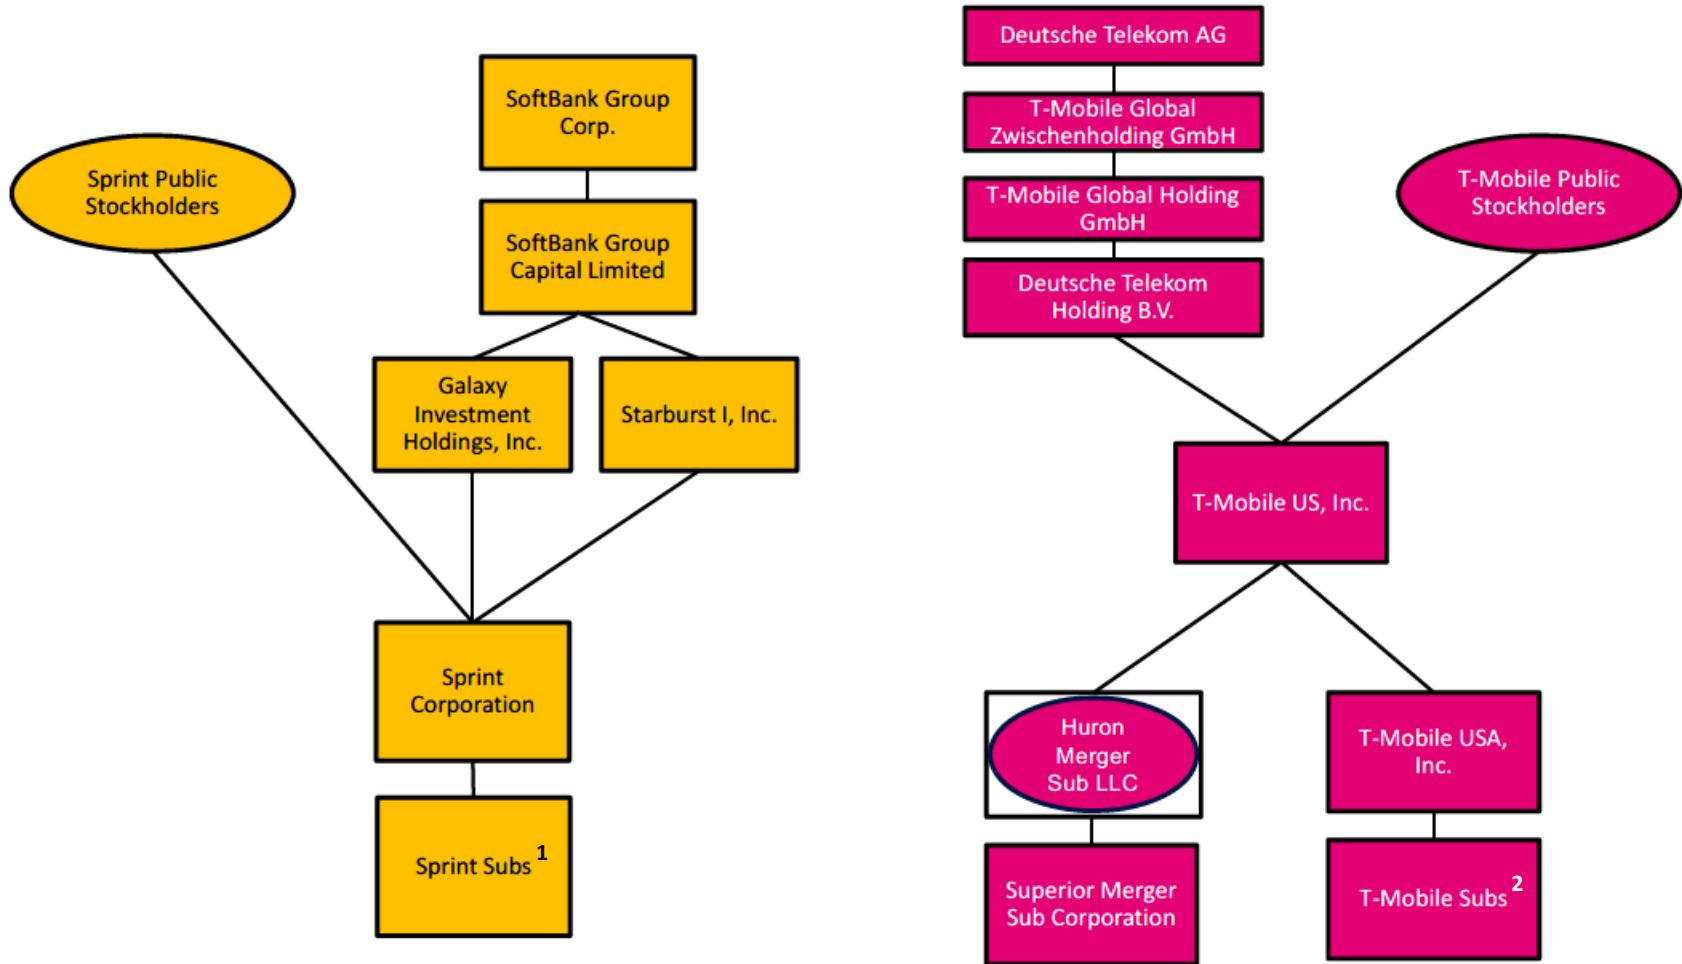 SoftBank Group
Corp.
Sprint Public
Stockholders
SoftBank Group
Capital Limited
Galaxy
Investment
Holdings, Inc.
Starburst I, Inc.
Sprint
Corporation
Sprint Subs 1
Deutsche Telekom AG
T-Mobile Global
Zwischenholding GmbH
T-Mobile Global Holding
GmbH
Deutsche Telekom
Holding B.V.
T-Mobile Public
Stockholders
T-Mobile US, Inc.
Huron
Merger
Sub LLC
T-Mobile USA,
Inc.
Superior Merger
Sub Corporation
T-Mobile Subs 2